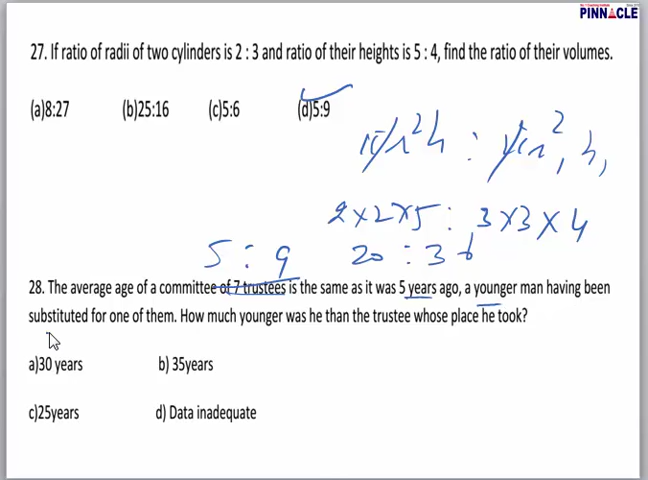 PINNACLE
27. If ratio of radii of two cylinders is 2 : 3 and ratio of their heights is 5 : 4, find the ratio of their volumes.
(a)8:27 (b)25:16 (c)5:6 (d)5:9
πr²h : πr₁²h₁
2×2×5 : 3×3×4
5 : 9 20 : 36
28. The average age of a committee of 7 trustees is the same as it was 5 years ago, a younger man having been
substituted for one of them. How much younger was he than the trustee whose place he took?
a)30 years b) 35years
c)25years d) Data inadequate